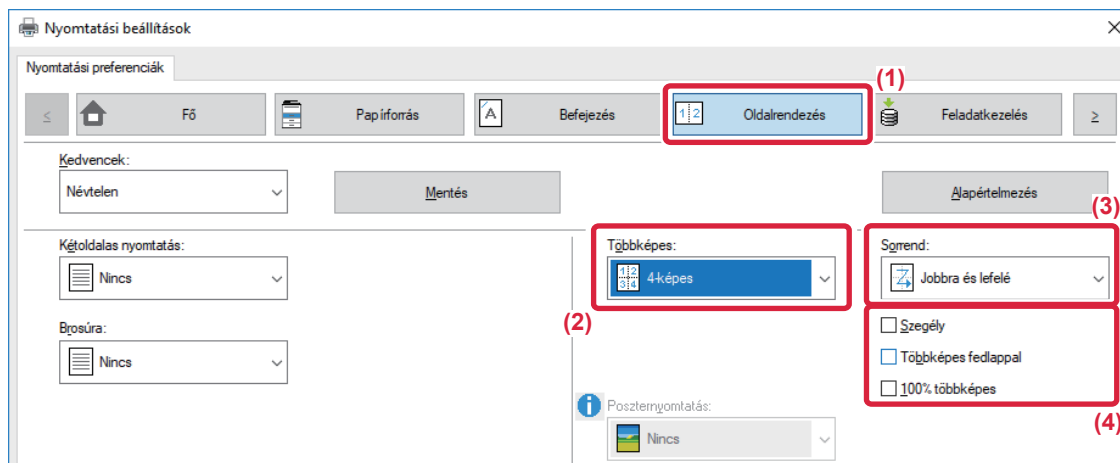 Nyomtatási beállítások
Nyomtatási preferenciák
(1)
< Fő Papírforrás Befejezés Oldalrendezés Feladatkezelés >
Kedvencek:
Névtelen Mentés Alapértelmezés
(3)
Kétoldalas nyomtatás: Többképes: Sorrend:
Nincs 4-képes Jobbra és lefelé
(2)
Brosúra: Szegély
Nincs Többképes fedlappal
100% többképes
Poszternyomtatás:
(4)
Nincs